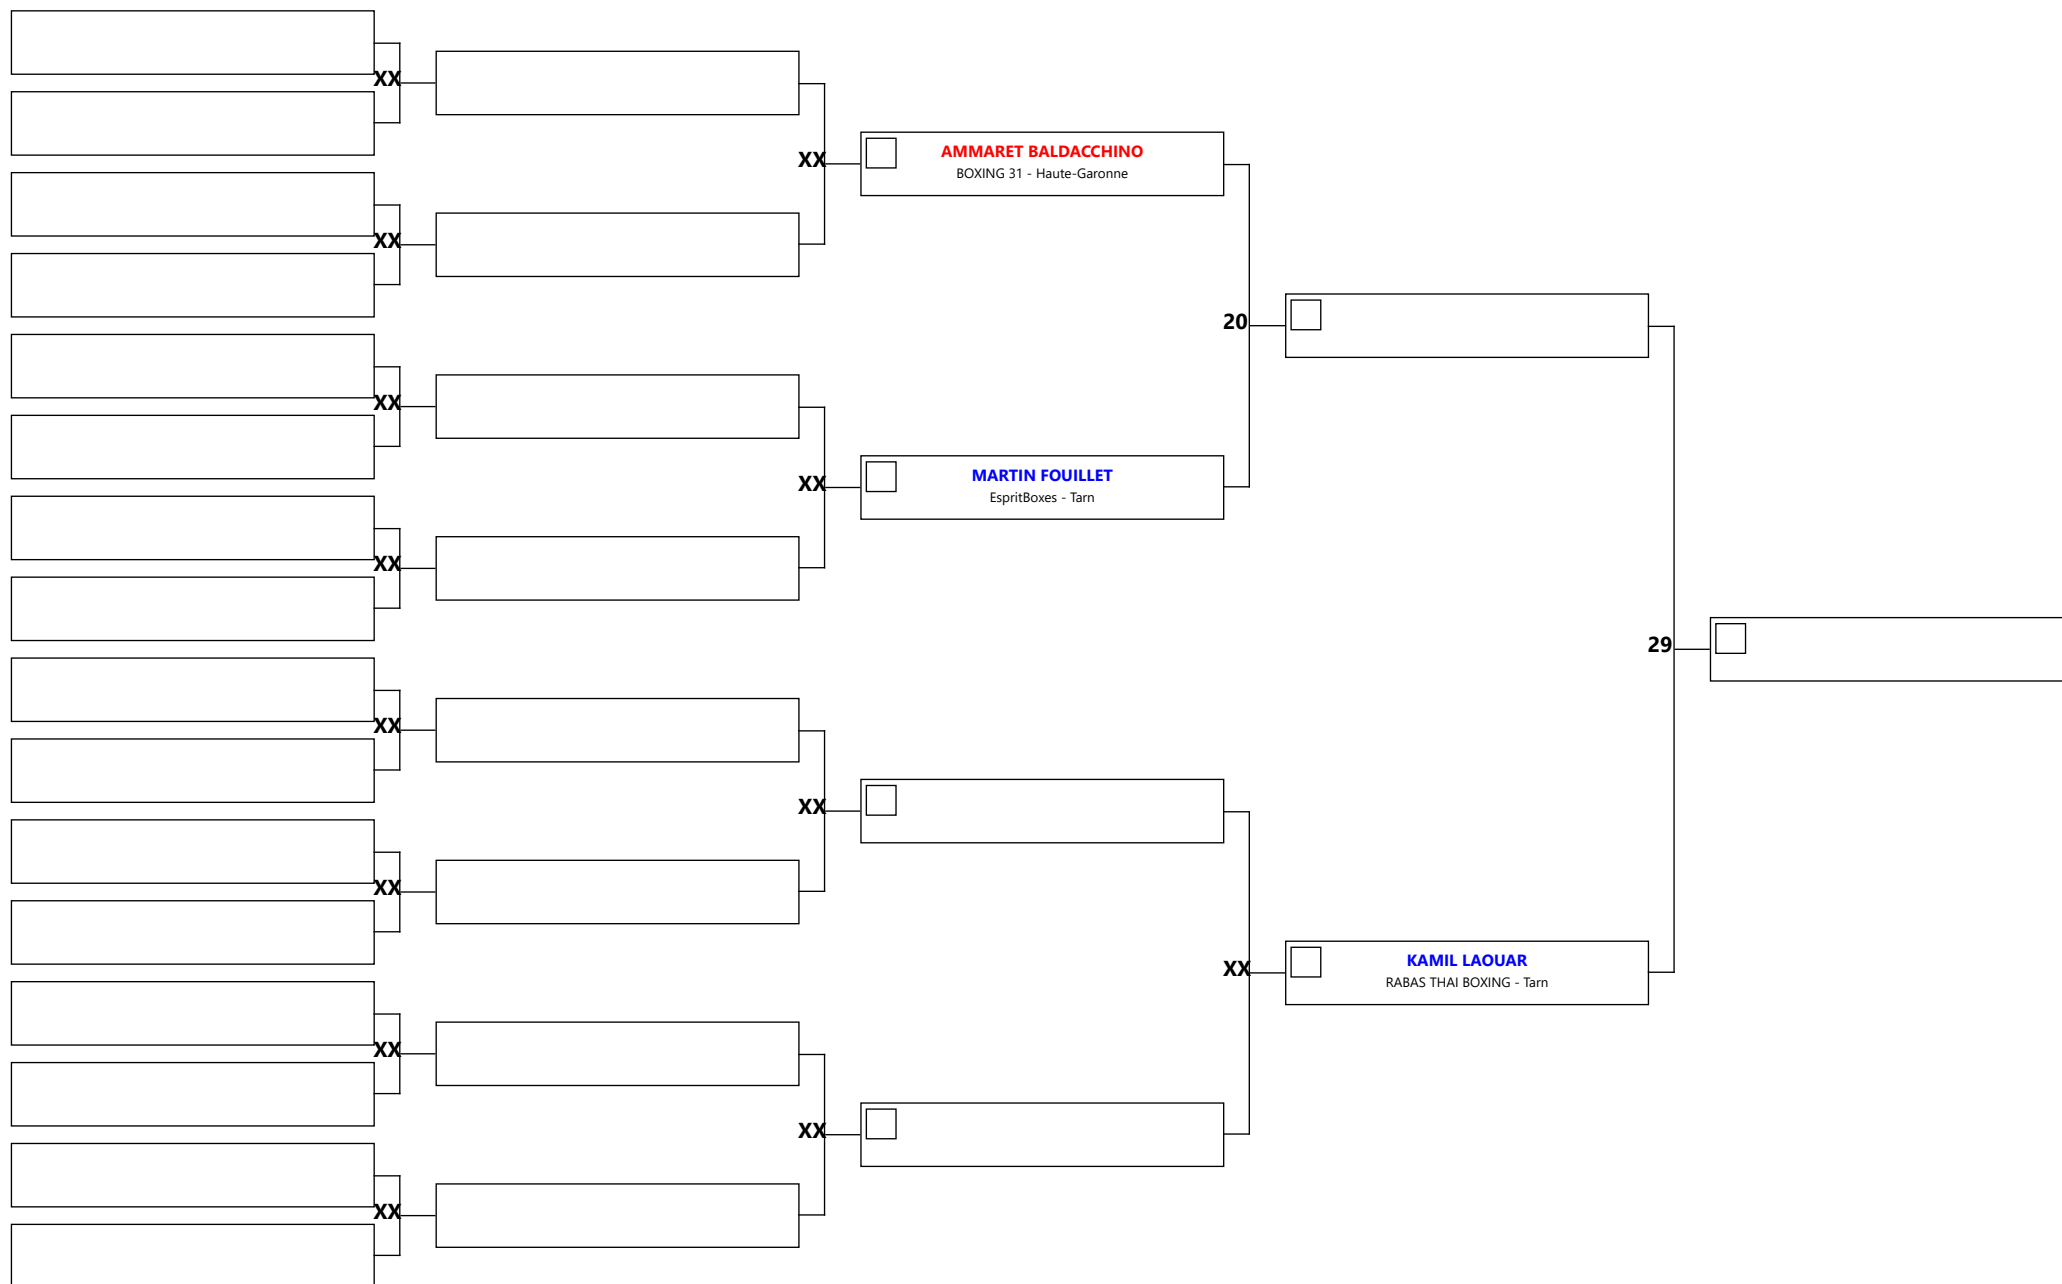 XX
XX
AMMARET BALDACCHINO
BOXING 31 - Haute-Garonne
XX
20
XX
XX
MARTIN FOUILLET
EspritBoxes - Tarn
XX
29
XX
XX
XX
XX
KAMIL LAOUAR
RABAS THAI BOXING - Tarn
XX
XX
XX